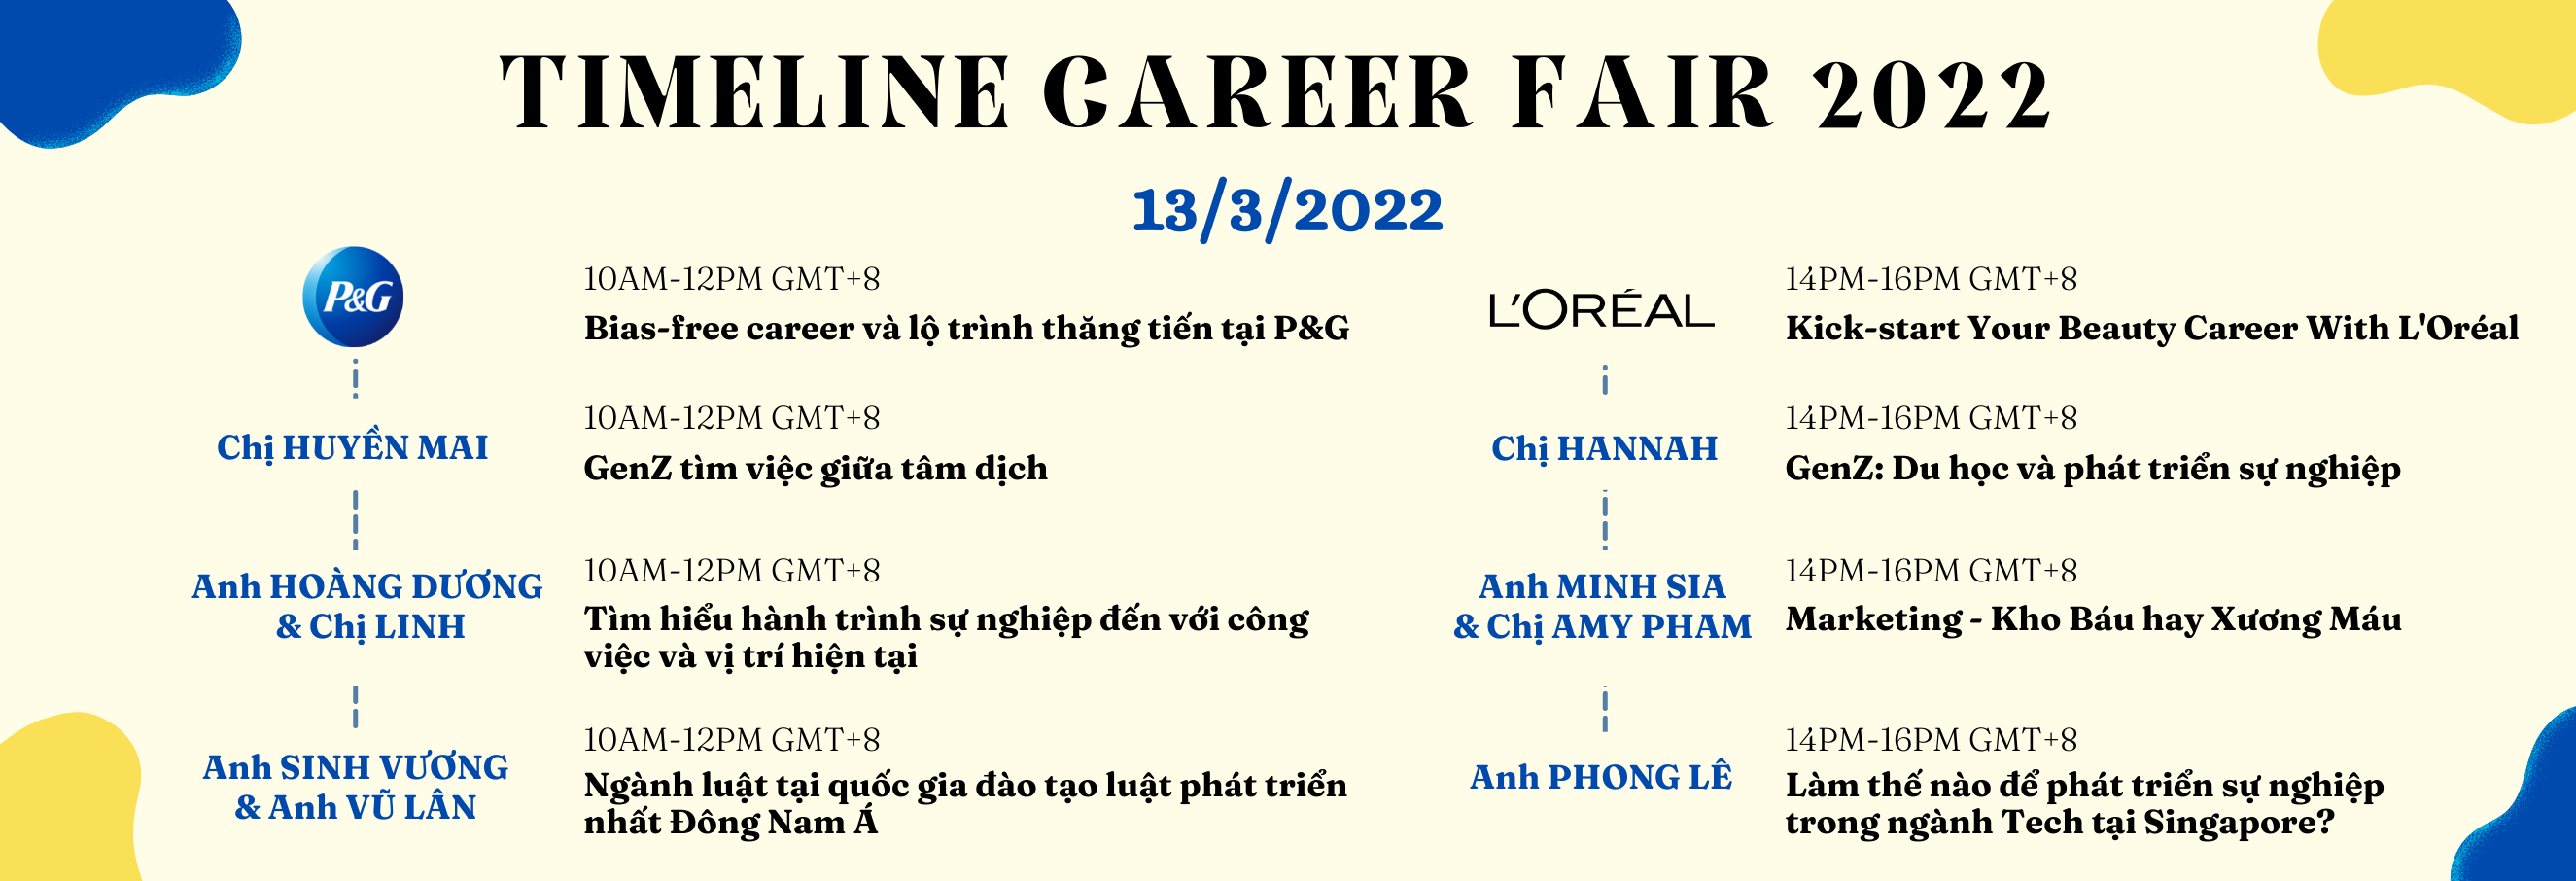 TIMELINE CAREER FAIR 2022
13/3/2022
P&G
10AM-12PM GMT+8
Bias-free career và lộ trình thăng tiến tại P&G
Chị HUYỀN MAI
10AM-12PM GMT+8
GenZ tìm việc giữa tâm dịch
Anh HOÀNG DƯƠNG
& Chị LINH
10AM-12PM GMT+8
Tìm hiểu hành trình sự nghiệp đến với công
việc và vị trí hiện tại
Anh SINH VƯƠNG
& Anh VŨ LÂN
10AM-12PM GMT+8
Ngành luật tại quốc gia đào tạo luật phát triển
nhất Đông Nam Á
L'ORÉAL
14PM-16PM GMT+8
Kick-start Your Beauty Career With L'Oréal
Chị HANNAH
14PM-16PM GMT+8
GenZ: Du học và phát triển sự nghiệp
Anh MINH SIA
& Chị AMY PHAM
14PM-16PM GMT+8
Marketing - Kho Báu hay Xương Máu
Anh PHONG LÊ
14PM-16PM GMT+8
Làm thế nào để phát triển sự nghiệp
trong ngành Tech tại Singapore?